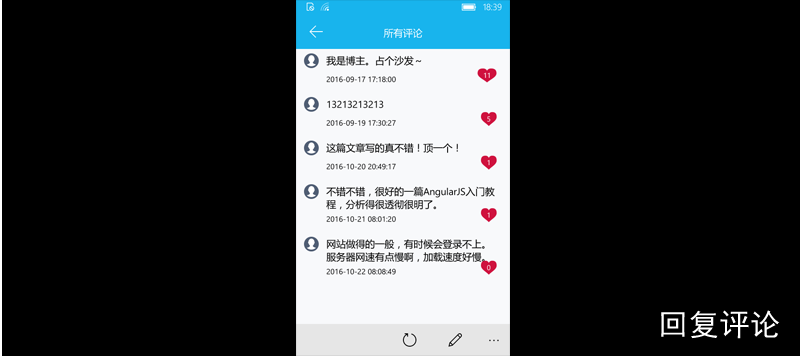 18:39
所有评论
我是博主。占个沙发～
2016-09-17 17:18:00
11
13213213213
2016-09-19 17:30:27
5
这篇文章写的真不错！顶一个！
2016-10-20 20:49:17
1
不错不错，很好的一篇AngularJS入门教
程，分析得很透彻很明了。
2016-10-21 08:01:20
1
网站做得的一般，有时候会登录不上。
服务器网速有点慢啊，加载速度好慢。
2016-10-22 08:08:49
0
回复评论